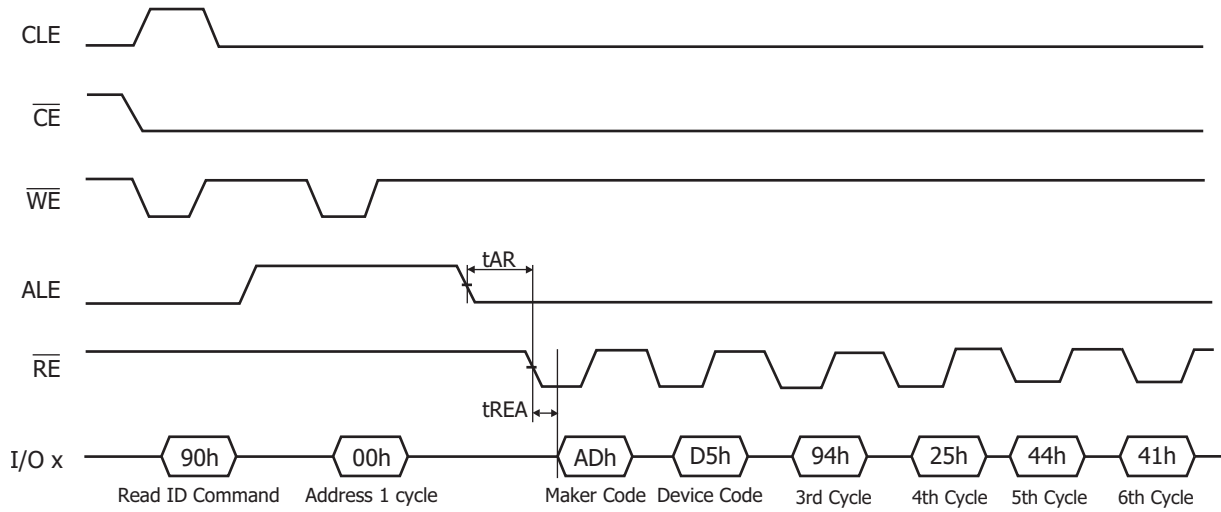 CLE
CE
WE
ALE
tAR
RE
tREA
I/O x
90h 00h ADh D5h 94h 25h 44h 41h
Read ID Command Address 1 cycle Maker Code Device Code 3rd Cycle 4th Cycle 5th Cycle 6th Cycle